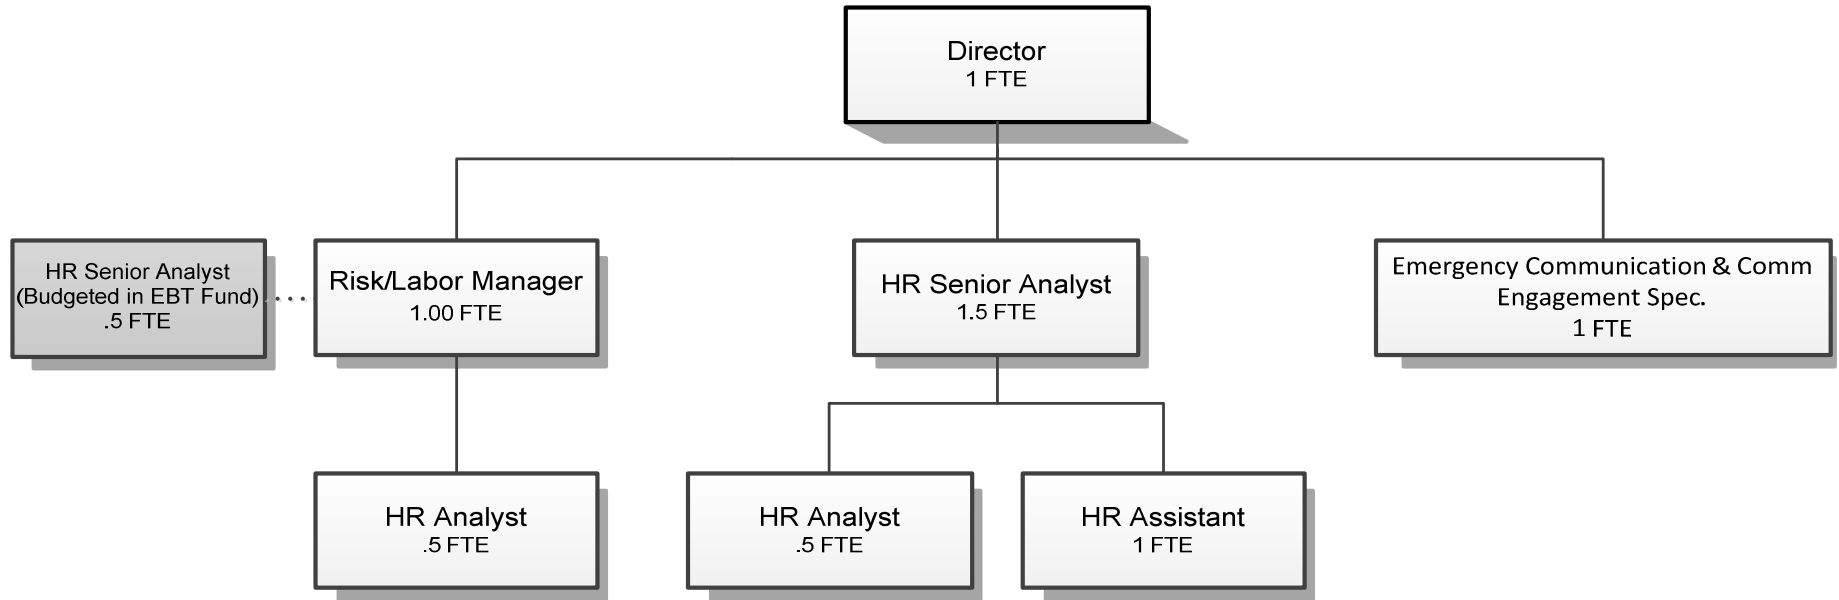 Director
1 FTE
HR Senior Analyst
(Budgeted in EBT Fund)
.5 FTE
Risk/Labor Manager
1.00 FTE
HR Senior Analyst
1.5 FTE
Emergency Communication & Comm
Engagement Spec.
1 FTE
HR Analyst
.5 FTE
HR Analyst
.5 FTE
HR Assistant
1 FTE